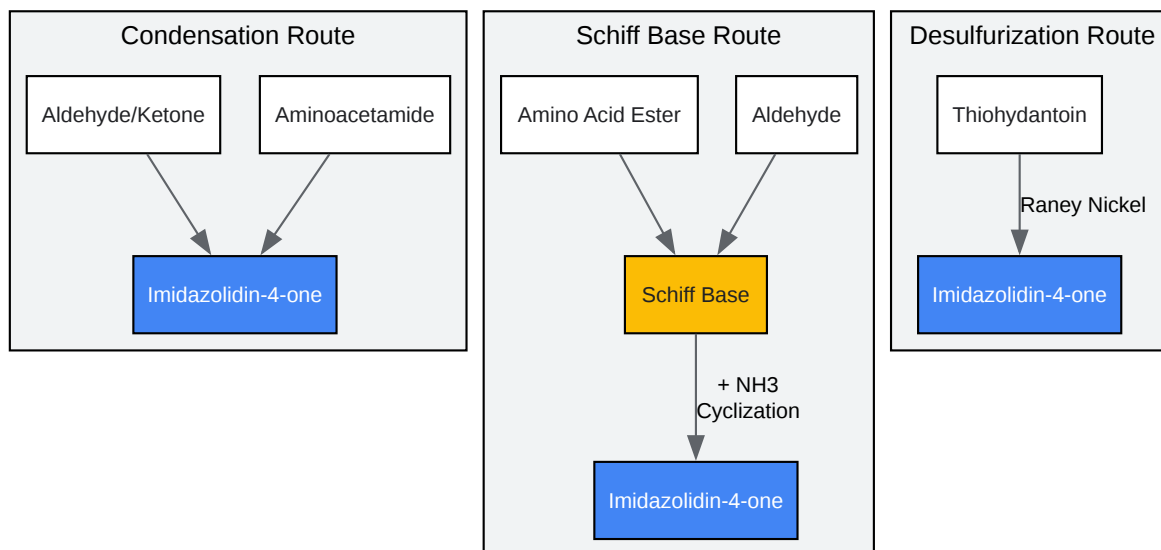 Condensation Route
Aldehyde/Ketone
Aminoacetamide
Imidazolidin-4-one
Schiff Base Route
Amino Acid Ester
Aldehyde
Schiff Base
+ NH3
Cyclization
Imidazolidin-4-one
Desulfurization Route
Thiohydantoin
Raney Nickel
Imidazolidin-4-one